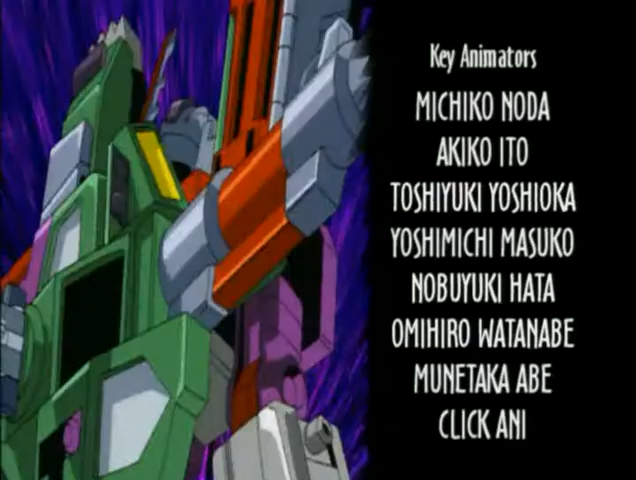 Key Animators
MICHIKO NODA
AKIKO ITO
TOSHIYUKI YOSHIOKA
YOSHIMICHI MASUKO
NOBUYUKI HATA
OMIHIRO WATANABE
MUNETAKA ABE
CLICK ANI